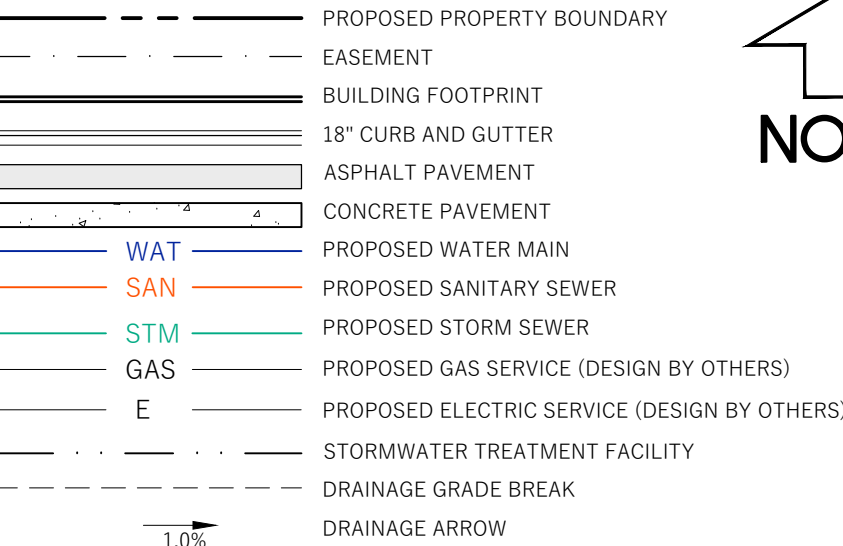 PROPOSED PROPERTY BOUNDARY
EASEMENT
BUILDING FOOTPRINT
18" CURB AND GUTTER
ASPHALT PAVEMENT
CONCRETE PAVEMENT
WAT PROPOSED WATER MAIN
SAN PROPOSED SANITARY SEWER
STM PROPOSED STORM SEWER
GAS PROPOSED GAS SERVICE (DESIGN BY OTHERS)
E PROPOSED ELECTRIC SERVICE (DESIGN BY OTHERS)
STORMWATER TREATMENT FACILITY
DRAINAGE GRADE BREAK
1.0% DRAINAGE ARROW
NO